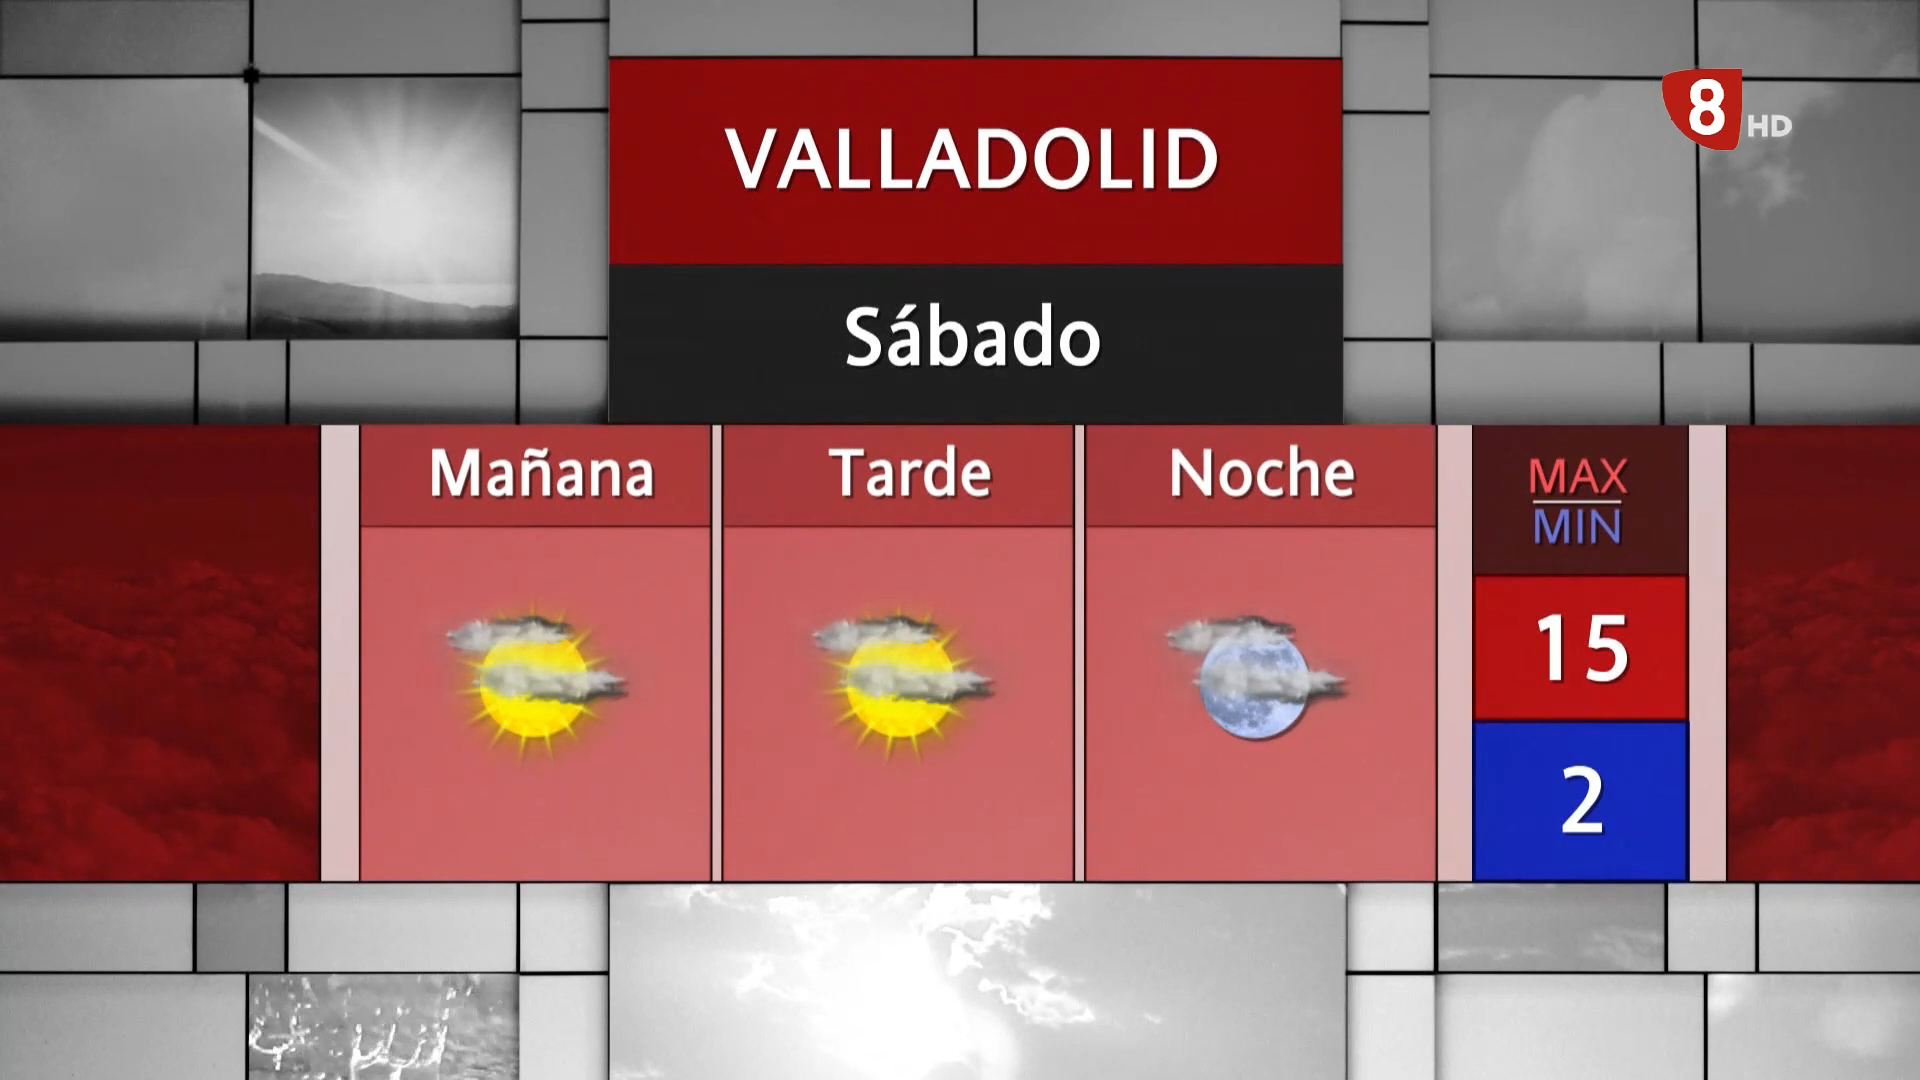 8 HD
VALLADOLID
Sábado
Mañana
Tarde
Noche
MAX
MIN
15
2